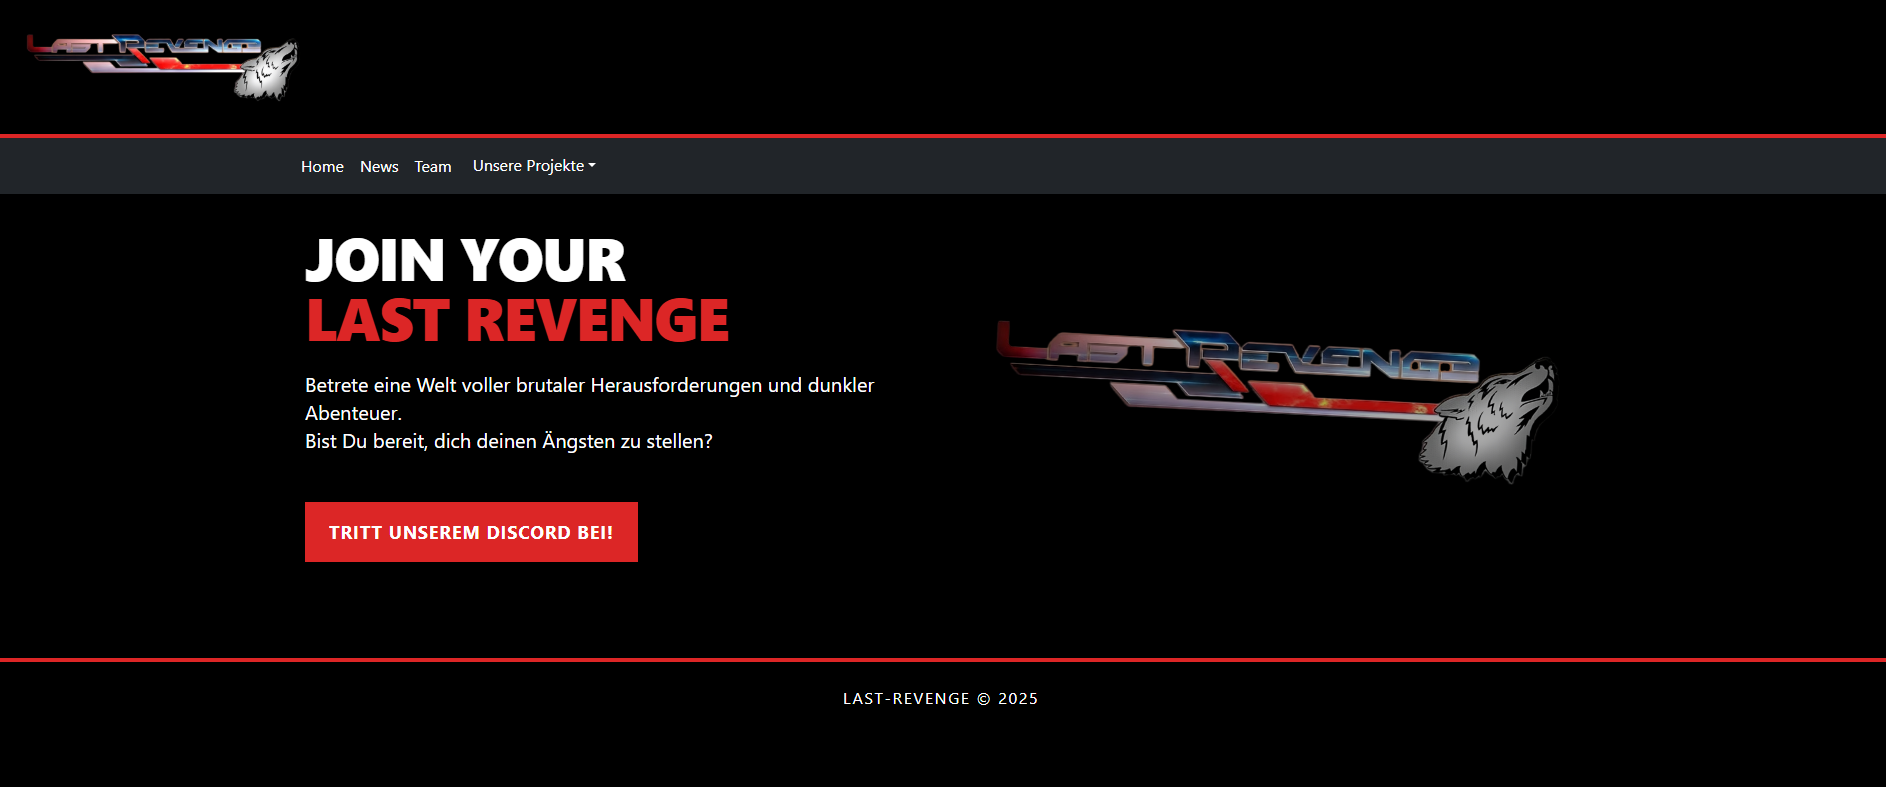 LAST REVENGE
Home News Team Unsere Projekte
JOIN YOUR
LAST REVENGE
Betrete eine Welt voller brutaler Herausforderungen und dunkler
Abenteuer.
Bist Du bereit, dich deinen Ängsten zu stellen?
LAST REVENGE
TRITT UNSEREM DISCORD BEI!
LAST-REVENGE © 2025